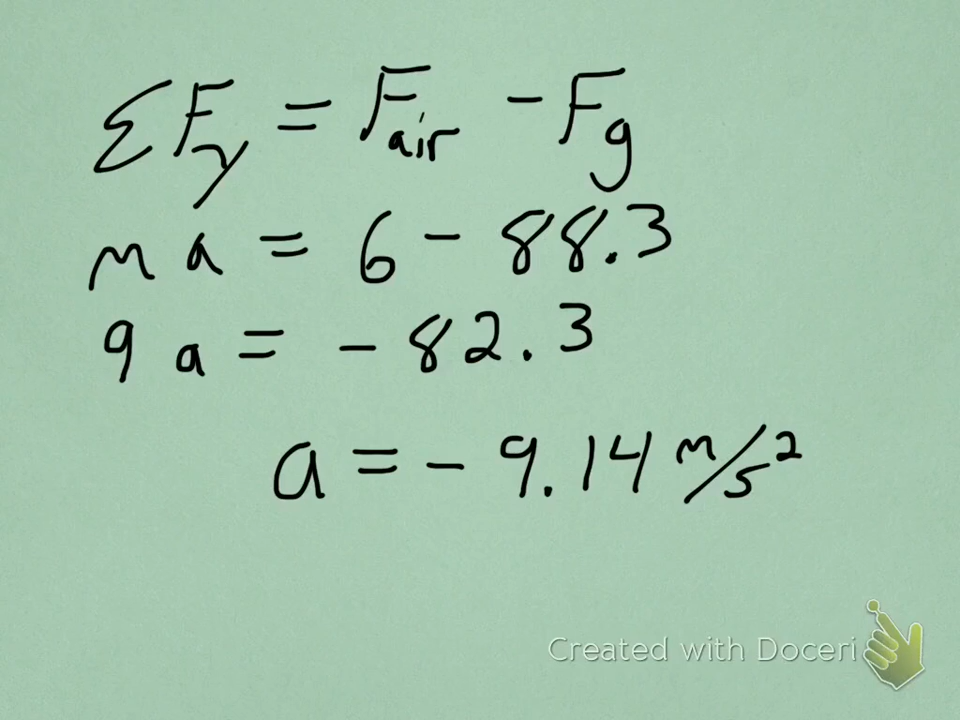 ΣFy = Fair - Fg
ma = 6 - 88.3
9a = -82.3
a = -9.14 m/s²
Created with Doceri